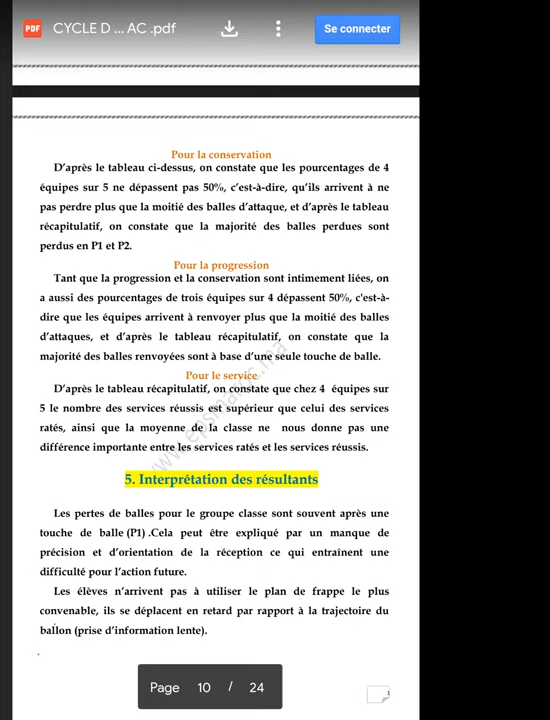 PDF CYCLE D ... AC .pdf Se connecter
Pour la conservation
D'après le tableau ci-dessus, on constate que les pourcentages de 4
équipes sur 5 ne dépassent pas 50%, c'est-à-dire, qu'ils arrivent à ne
pas perdre plus que la moitié des balles d'attaque, et d'après le tableau
récapitulatif, on constate que la majorité des balles perdues sont
perdus en P1 et P2.
Pour la progression
Tant que la progression et la conservation sont intimement liées, on
a aussi des pourcentages de trois équipes sur 4 dépassent 50%, c'est-à-
dire que les équipes arrivent à renvoyer plus que la moitié des balles
d'attaques, et d'après le tableau récapitulatif, on constate que la
majorité des balles renvoyées sont à base d'une seule touche de balle.
Pour le service
D'après le tableau récapitulatif, on constate que chez 4 équipes sur
5 le nombre des services réussis est supérieur que celui des services
ratés, ainsi que la moyenne de la classe ne nous donne pas une
différence importante entre les services ratés et les services réussis.
www.epsmaroc.ma
5. Interprétation des résultants
Les pertes de balles pour le groupe classe sont souvent après une
touche de balle (P1) .Cela peut être expliqué par un manque de
précision et d'orientation de la réception ce qui entraînent une
difficulté pour l'action future.
Les élèves n'arrivent pas à utiliser le plan de frappe le plus
convenable, ils se déplacent en retard par rapport à la trajectoire du
ballon (prise d'information lente).
.
Page 10 / 24